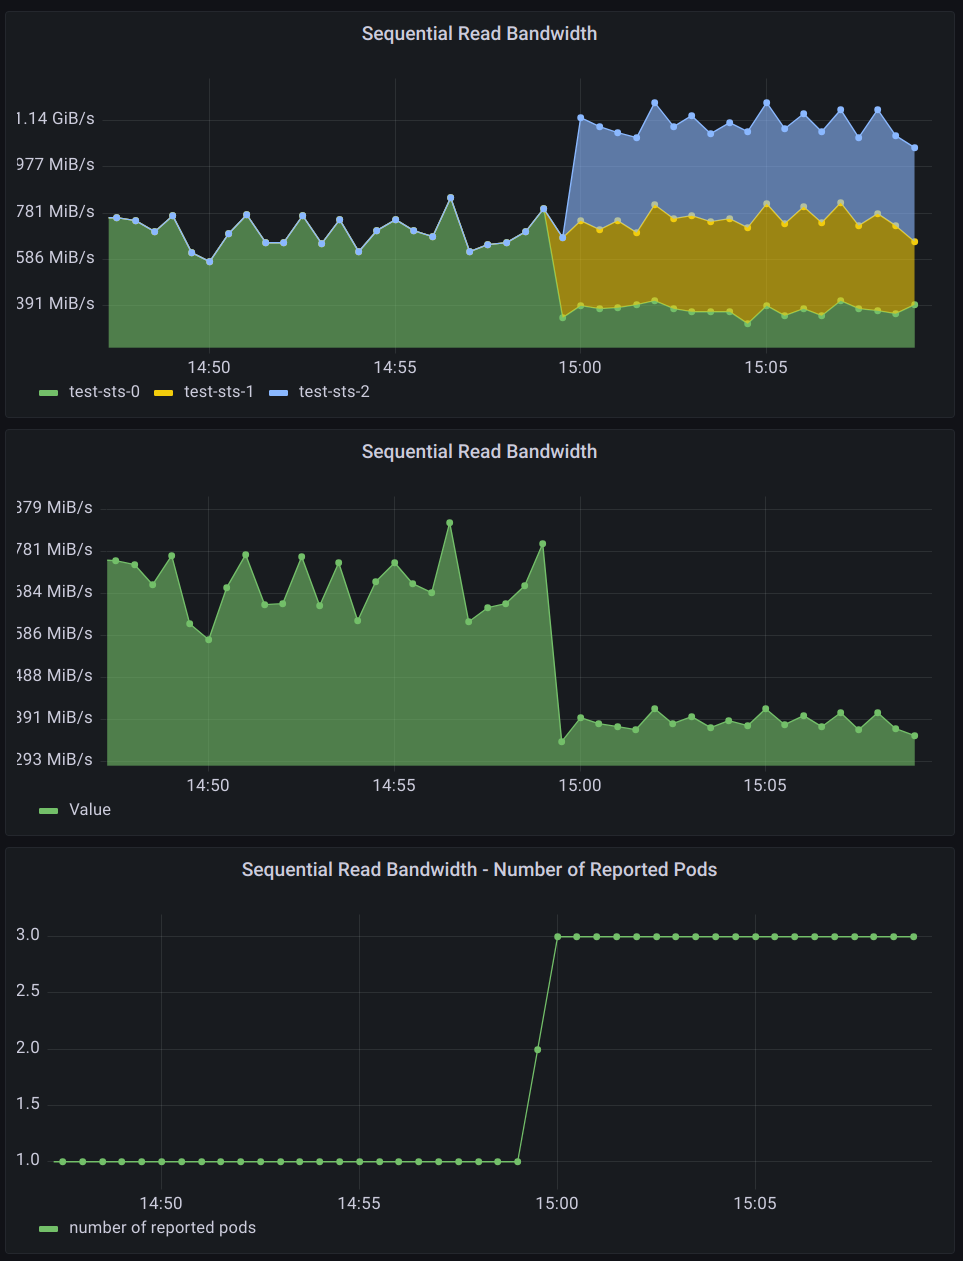 Sequential Read Bandwidth
1.14 GiB/s
977 MiB/s
781 MiB/s
586 MiB/s
391 MiB/s
14:50 14:55 15:00 15:05
test-sts-0 test-sts-1 test-sts-2
Sequential Read Bandwidth
879 MiB/s
781 MiB/s
684 MiB/s
586 MiB/s
488 MiB/s
391 MiB/s
293 MiB/s
14:50 14:55 15:00 15:05
Value
Sequential Read Bandwidth - Number of Reported Pods
3.0
2.5
2.0
1.5
1.0
14:50 14:55 15:00 15:05
number of reported pods